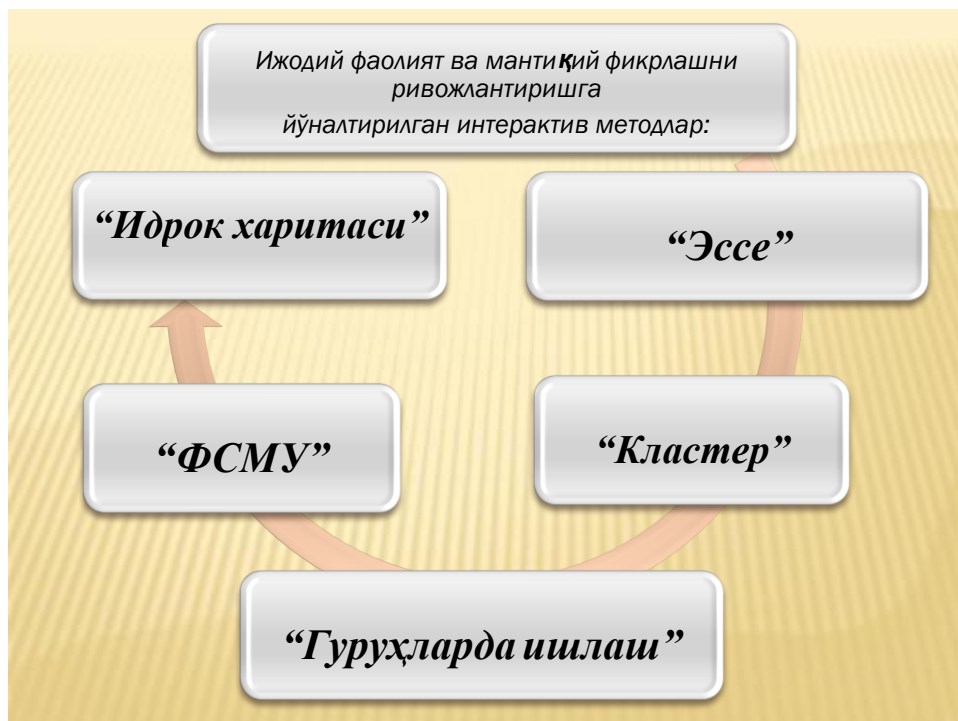 Ижодий фаолият ва мантиқий фикрлашни
ривожлантиришга
йўналтирилган интерактив методлар:
“Идрок харитаси”
“Эссе”
“ФСМУ”
“Кластер”
“Гуруҳларда ишлаш”